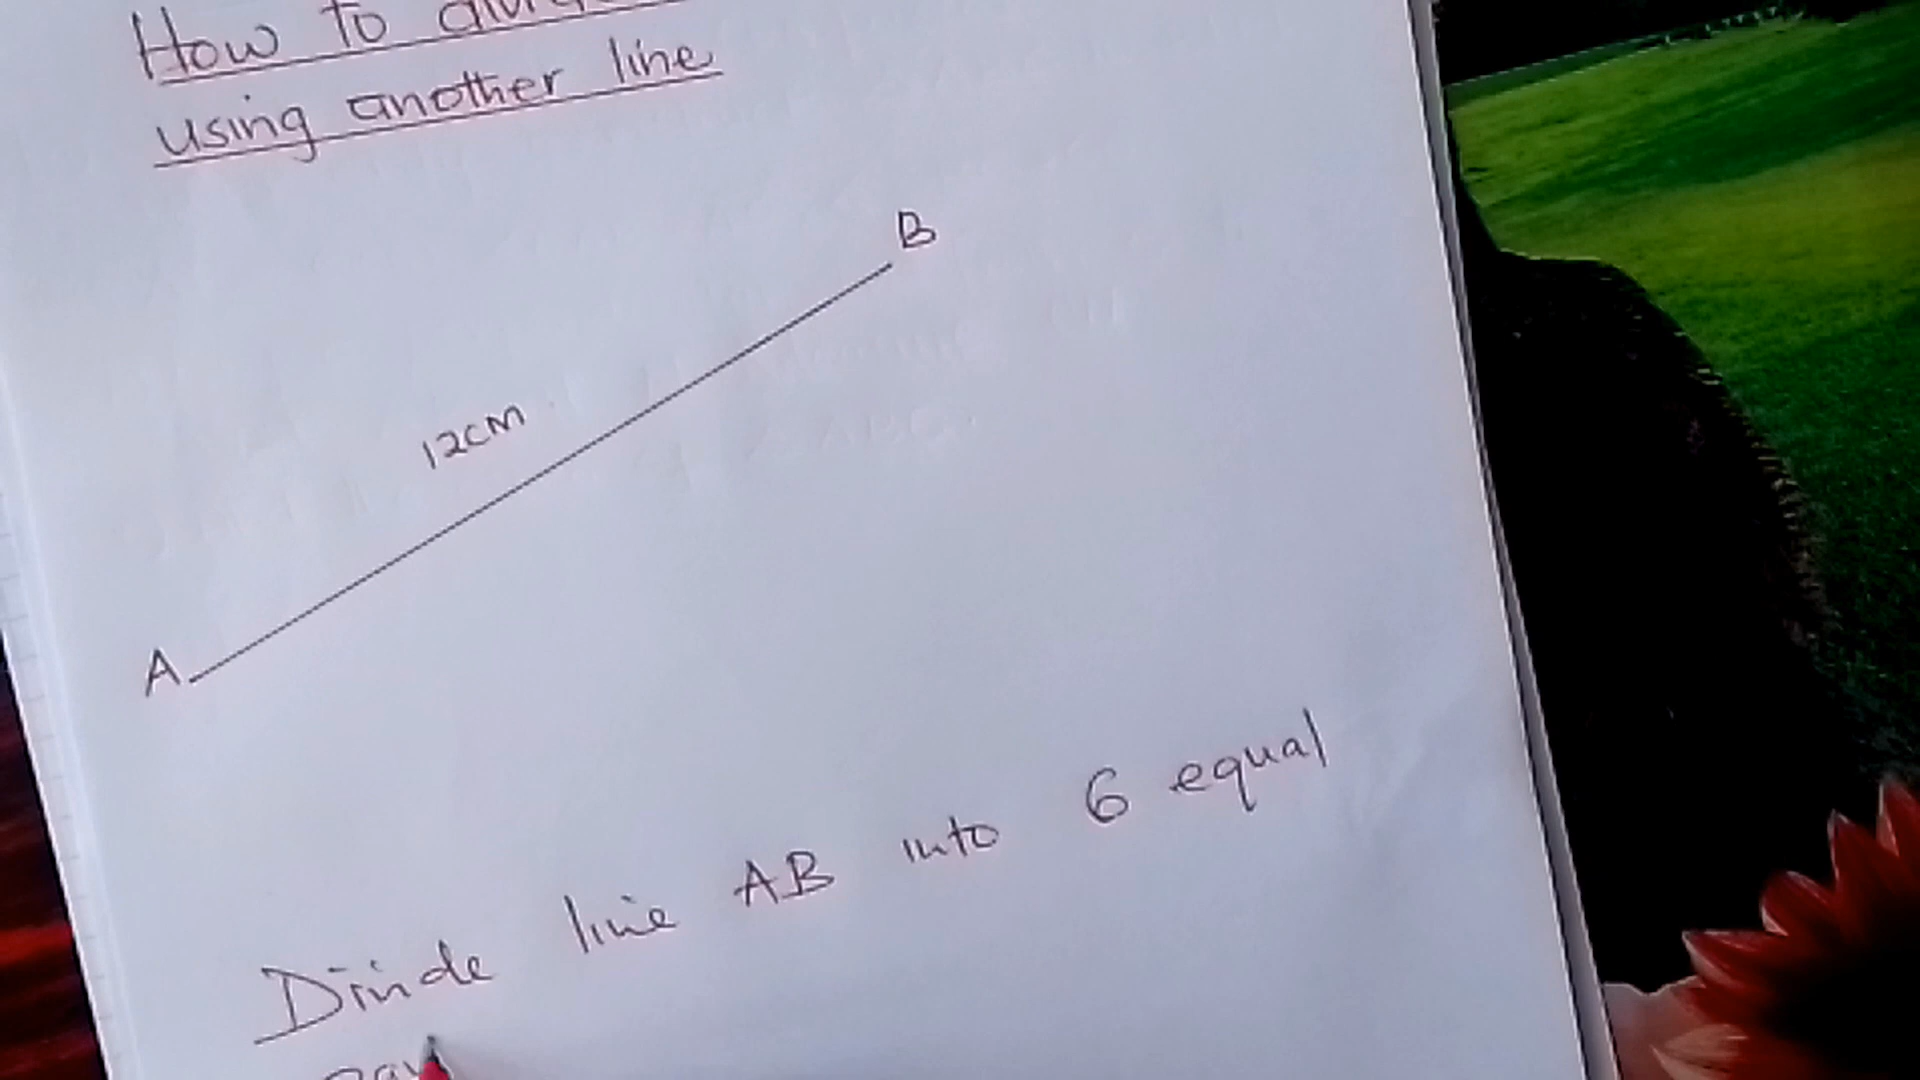 How to
using another line
B
12cm
A
Divide line AB into 6 equal